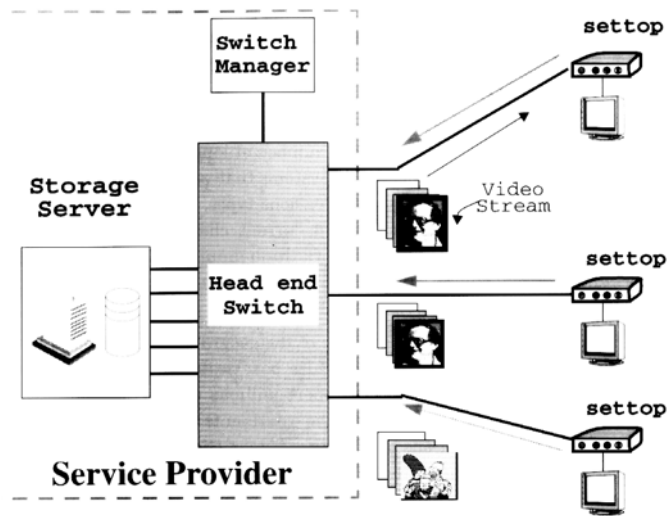 Switch
Manager
settop
Storage
Server
Video
Stream
Head end
Switch
settop
settop
Service Provider